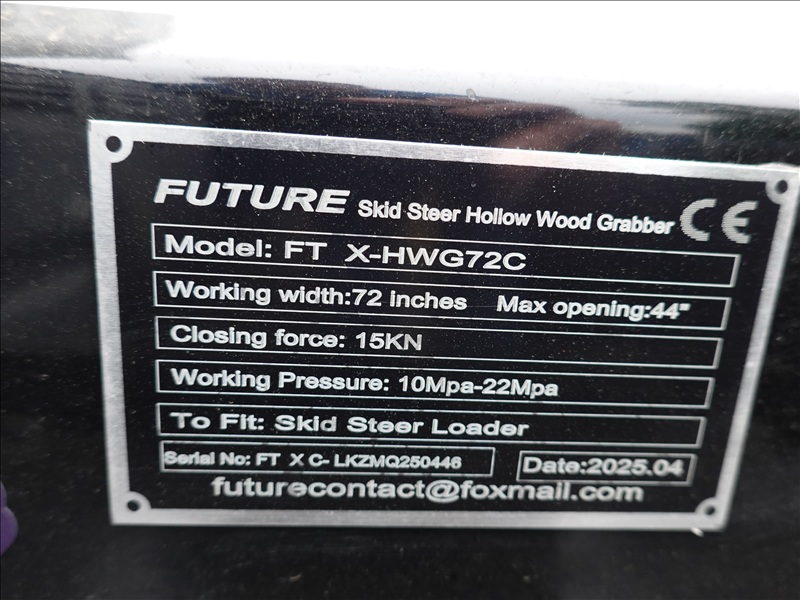 FUTURE Skid Steer Hollow Wood Grabber CE
Model: FT X-HWG72C
Working width:72 inches Max opening:44"
Closing force: 15KN
Working Pressure: 10Mpa-22Mpa
To Fit: Skid Steer Loader
Serial No: FT X C- LKZMQ250446 Date:2025.04
futurecontact@foxmail.com